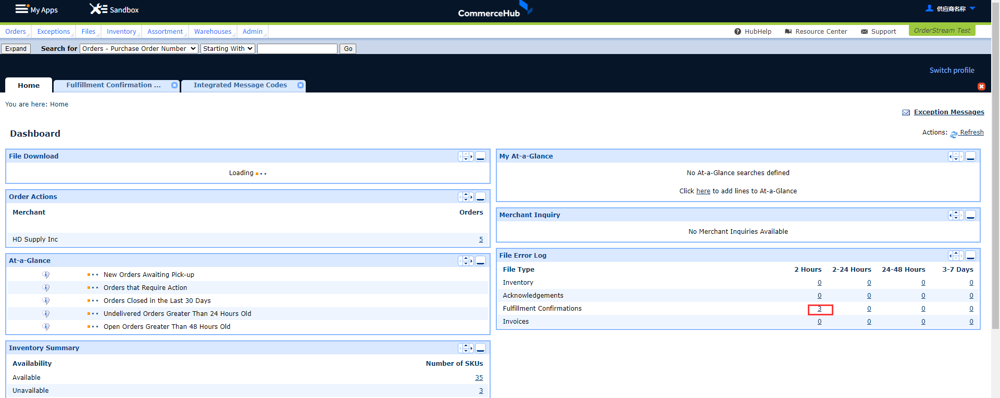 My Apps
Sandbox
CommerceHub
供应商名称
Orders Exceptions Files Inventory Assortment Warehouses Admin
HubHelp Resource Center Support OrderStream Test
Expand Search for Orders - Purchase Order Number Starting With Go
Switch profile
Home Fulfillment Confirmation ... Integrated Message Codes
You are here: Home
Exception Messages
Dashboard
Actions: Refresh
File Download
Loading
Order Actions
Merchant Orders
HD Supply Inc 5
At-a-Glance
New Orders Awaiting Pick-up
Orders that Require Action
Orders Closed in the Last 30 Days
Undelivered Orders Greater Than 24 Hours Old
Open Orders Greater Than 48 Hours Old
Inventory Summary
Availability Number of SKUs
Available 35
Unavailable 3
My At-a-Glance
No At-a-Glance searches defined
Click here to add lines to At-a-Glance
Merchant Inquiry
No Merchant Inquiries Available
File Error Log
File Type 2 Hours 2-24 Hours 24-48 Hours 3-7 Days
Inventory 0 0 0 0
Acknowledgements 0 0 0 0
Fulfillment Confirmations 3 0 0 0
Invoices 0 0 0 0